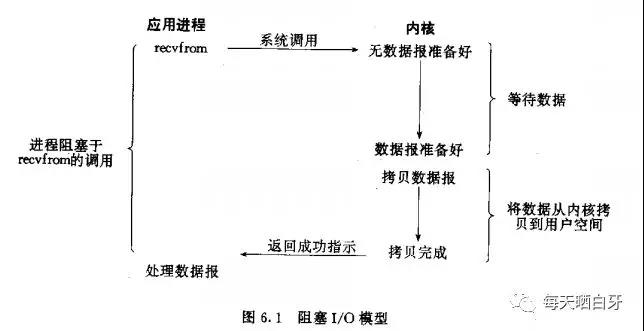 应用进程
内核
recvfrom
系统调用
无数据报准备好
等待数据
进程阻塞于
recvfrom的调用
数据报准备好
拷贝数据报
将数据从内核拷
贝到用户空间
返回成功指示
拷贝完成
处理数据报
图 6.1 阻塞 I/O 模型
每天晒白牙